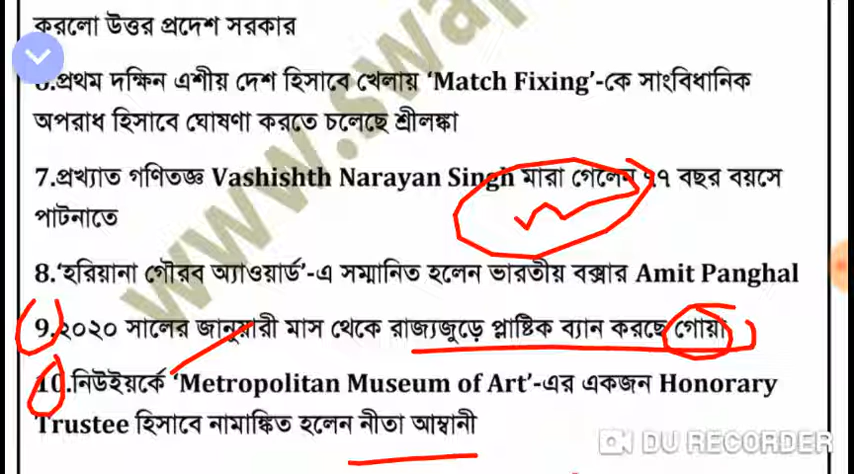 করলো উত্তর প্রদেশ সরকার
প্রথম দক্ষিন এশীয় দেশ হিসাবে খেলায় ‘Match Fixing’-কে সাংবিধানিক
অপরাধ হিসাবে ঘোষণা করতে চলেছে শ্রীলঙ্কা
7.প্রখ্যাত গণিতজ্ঞ Vashishth Narayan Singh মারা গেলেন বছর বয়সে
পাটনাতে
8.‘হরিয়ানা গৌরব অ্যাওয়ার্ড’-এ সম্মানিত হলেন ভারতীয় বক্সার Amit Panghal
9.২০২০ সালের জানুয়ারী মাস থেকে রাজ্যজুড়ে প্লাষ্টিক ব্যান করছে গোয়া
10.নিউইয়র্কে ‘Metropolitan Museum of Art’-এর একজন Honorary
Trustee হিসাবে নামাঙ্কিত হলেন নীতা আম্বানী
DU RECORDER